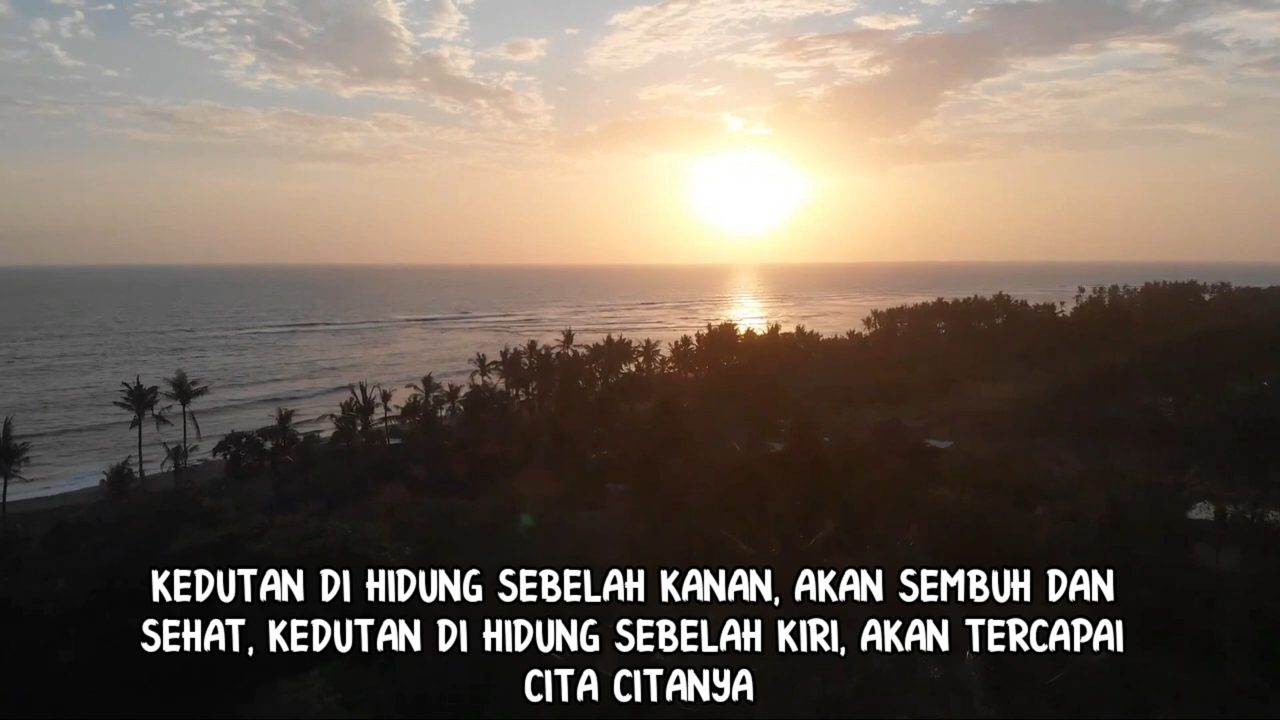 KEDUTAN DI HIDUNG SEBELAH KANAN, AKAN SEMBUH DAN
SEHAT, KEDUTAN DI HIDUNG SEBELAH KIRI, AKAN TERCAPAI
CITA CITANYA